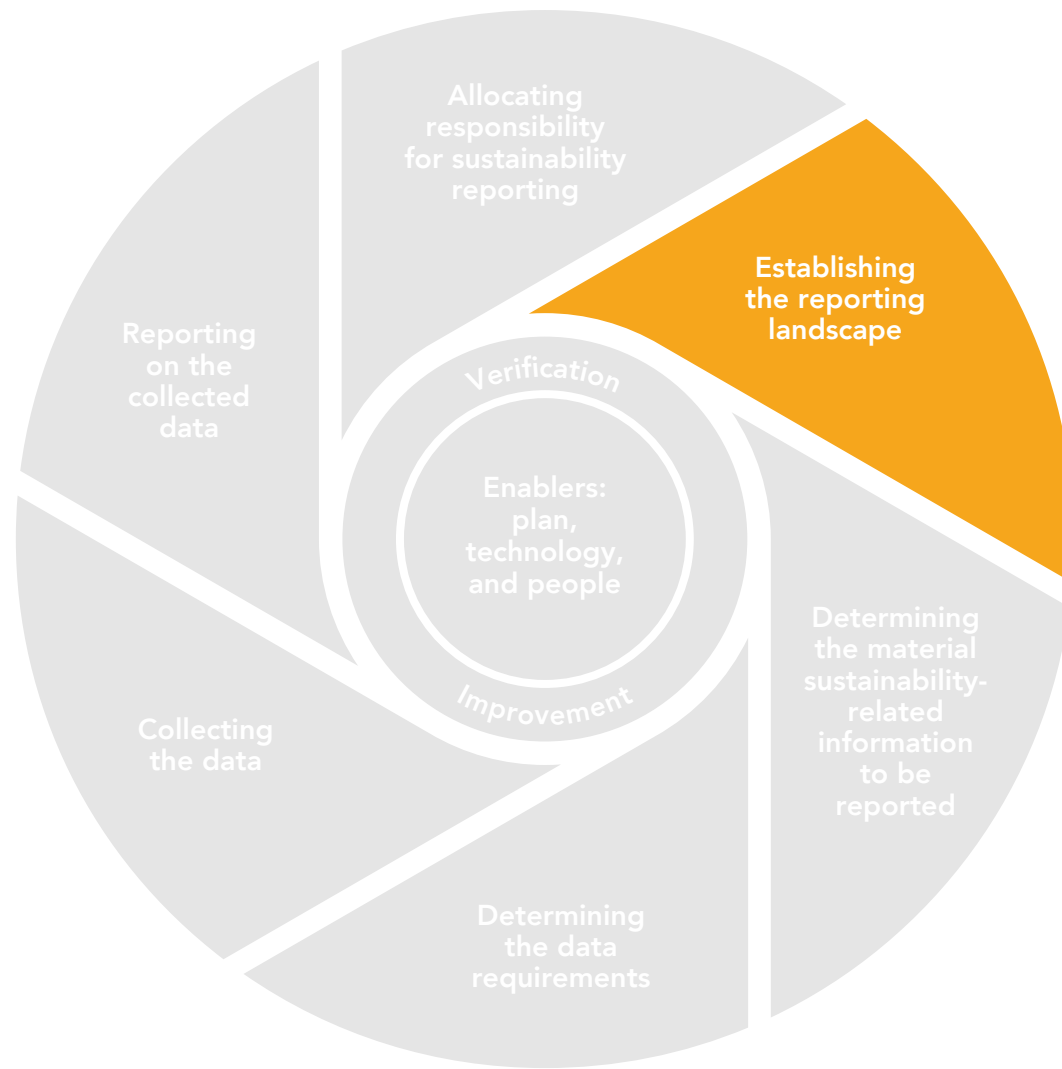 Allocating
responsibility
for sustainability
reporting
Establishing
the reporting
landscape
Determining
the material
sustainability-
related
information
to be
reported
Determining
the data
requirements
Collecting
the data
Reporting
on the
collected
data
Verification
Enablers:
plan,
technology,
and people
Improvement